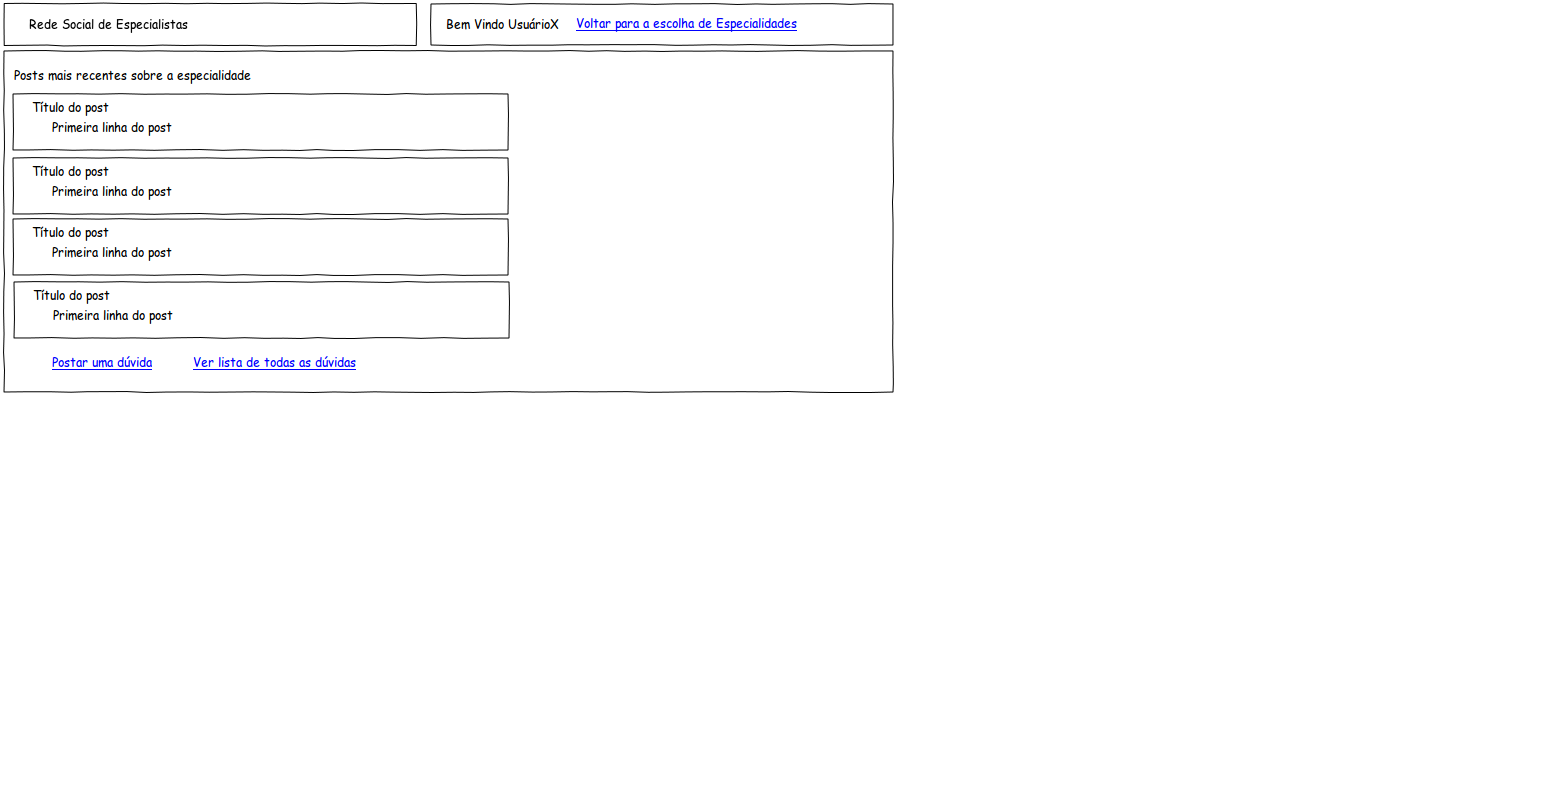 Rede Social de Especialistas
Bem Vindo UsuárioX Voltar para a escolha de Especialidades
Posts mais recentes sobre a especialidade
Título do post
Primeira linha do post
Título do post
Primeira linha do post
Título do post
Primeira linha do post
Título do post
Primeira linha do post
Postar uma dúvida Ver lista de todas as dúvidas